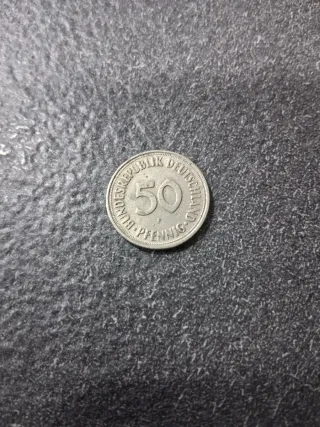 BUNDESREPUBLIK DEUTSCHLAND
50
·PFENNIG·